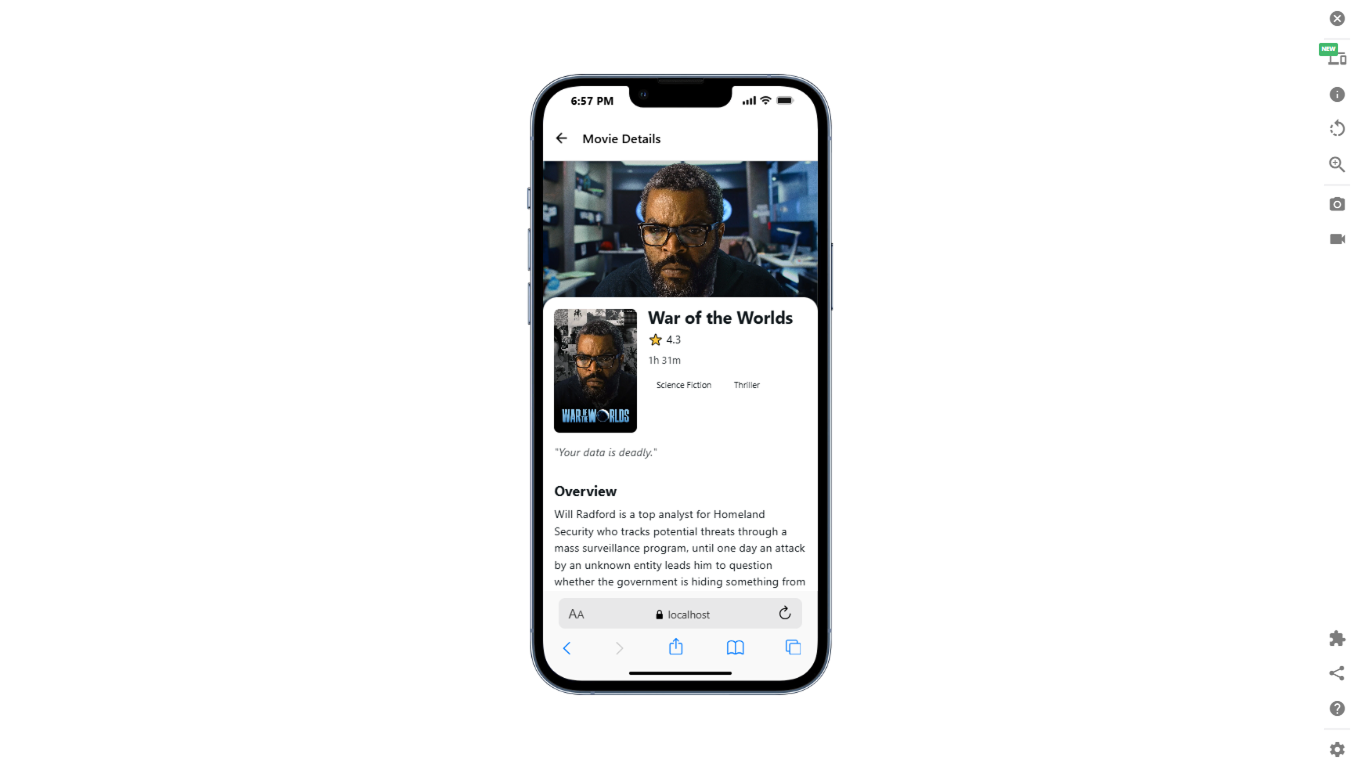 NEW
6:57 PM
Movie Details
War of the Worlds
4.3
1h 31m
Science Fiction Thriller
WAR OF THE WORLDS
"Your data is deadly."
Overview
Will Radford is a top analyst for Homeland
Security who tracks potential threats through a
mass surveillance program, until one day an attack
by an unknown entity leads him to question
whether the government is hiding something from
AA localhost